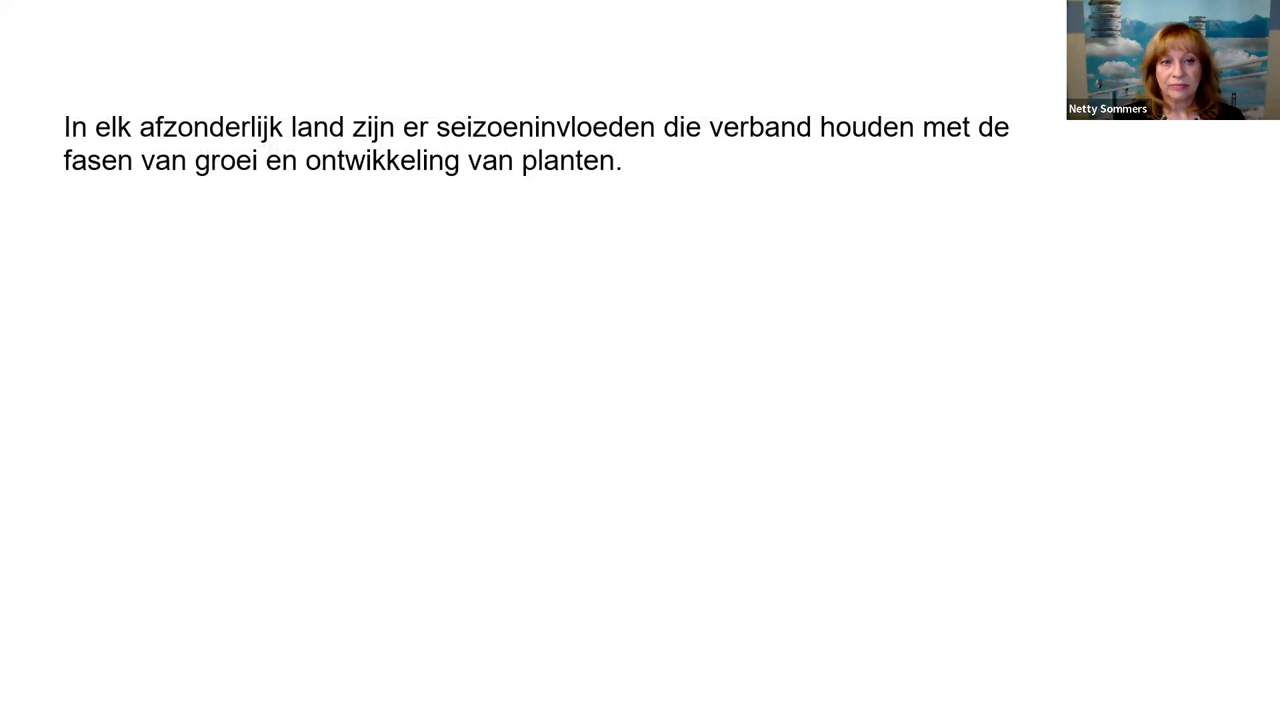 In elk afzonderlijk land zijn er seizoeninvloeden die verband houden met de
fasen van groei en ontwikkeling van planten.
Netty Sommers